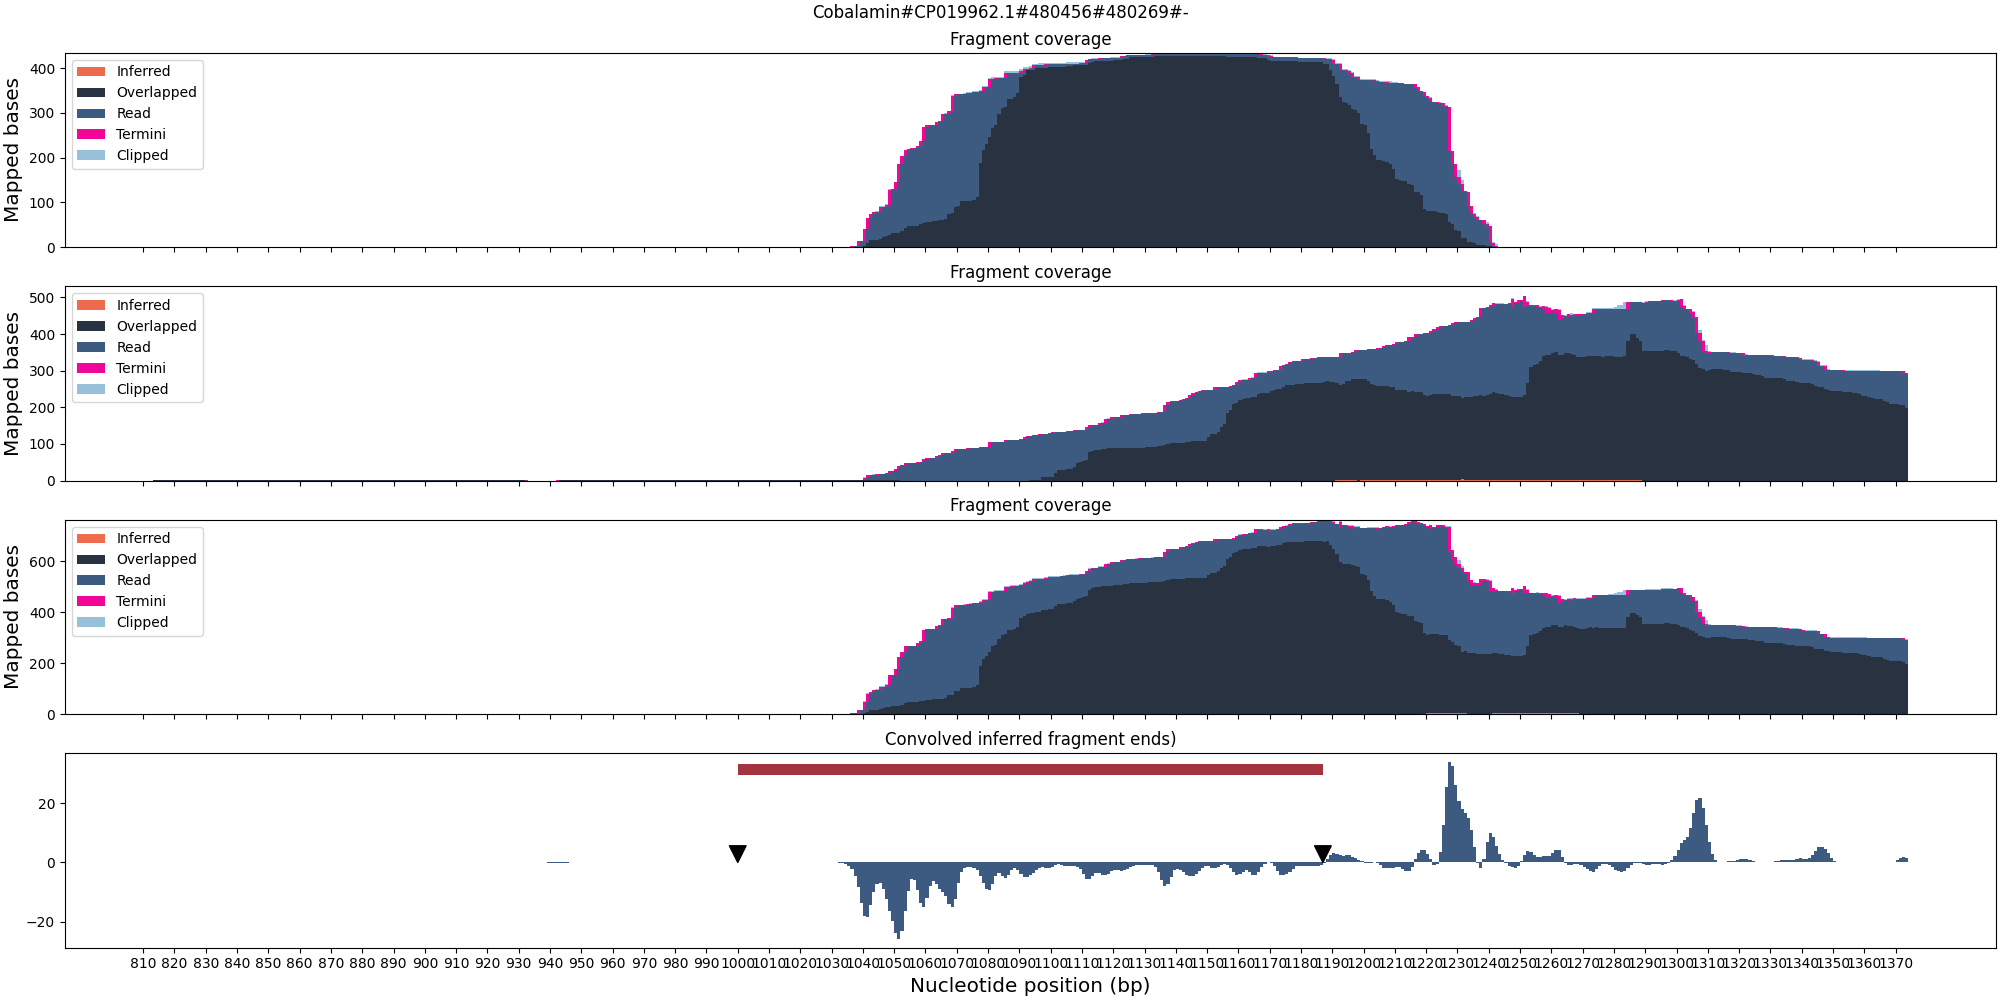 Cobalamin#CP019962.1#480456#480269#-
Fragment coverage
Mapped bases
400
300
200
100
0
Inferred
Overlapped
Read
Termini
Clipped
Fragment coverage
Mapped bases
500
400
300
200
100
0
Inferred
Overlapped
Read
Termini
Clipped
Fragment coverage
Mapped bases
600
400
200
0
Inferred
Overlapped
Read
Termini
Clipped
Convolved inferred fragment ends)
20
0
−20
810 820 830 840 850 860 870 880 890 900 910 920 930 940 950 960 970 980 990 1000 1010 1020 1030 1040 1050 1060 1070 1080 1090 1100 1110 1120 1130 1140 1150 1160 1170 1180 1190 1200 1210 1220 1230 1240 1250 1260 1270 1280 1290 1300 1310 1320 1330 1340 1350 1360 1370
Nucleotide position (bp)